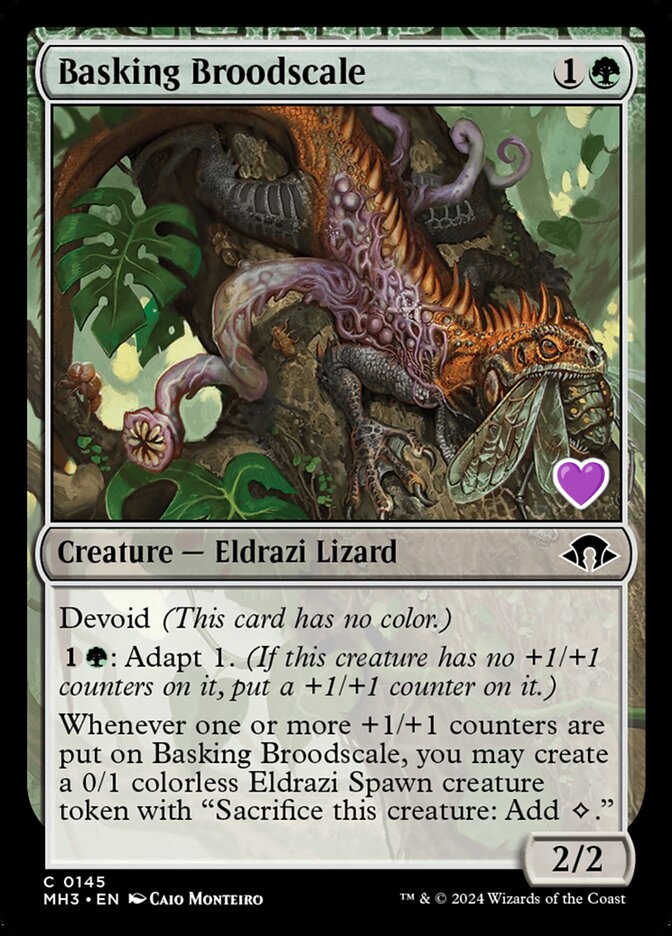 Basking Broodscale 1
Creature — Eldrazi Lizard
Devoid (This card has no color.)
1 : Adapt 1. (If this creature has no +1/+1
counters on it, put a +1/+1 counter on it.)
Whenever one or more +1/+1 counters are
put on Basking Broodscale, you may create
a 0/1 colorless Eldrazi Spawn creature
token with “Sacrifice this creature: Add .”
2/2
C 0145
MH3 • EN Caio Monteiro
™ & © 2024 Wizards of the Coast